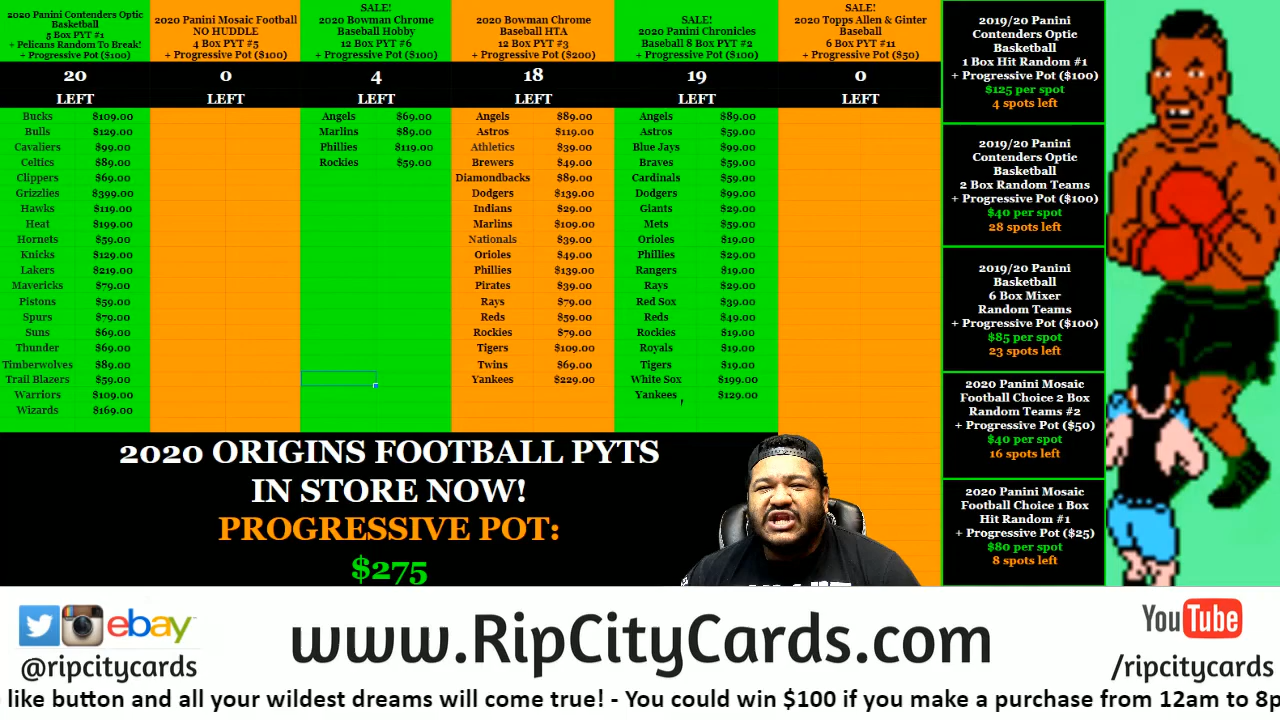 2020 Panini Contenders Optic
Basketball
5 Box PYT #1
+ Pelicans Random To Break!
+ Progressive Pot ($100)
20
LEFT
Bucks $109.00
Bulls $129.00
Cavaliers $99.00
Celtics $89.00
Clippers $69.00
Grizzlies $399.00
Hawks $119.00
Heat $199.00
Hornets $59.00
Knicks $129.00
Lakers $219.00
Mavericks $79.00
Pistons $59.00
Spurs $79.00
Suns $69.00
Thunder $69.00
Timberwolves $89.00
Trail Blazers $59.00
Warriors $109.00
Wizards $169.00
2020 Panini Mosaic Football
NO HUDDLE
4 Box PYT #5
+ Progressive Pot ($100)
0
LEFT
SALE!
2020 Bowman Chrome
Baseball Hobby
12 Box PYT #6
+ Progressive Pot ($100)
4
LEFT
Angels $69.00
Marlins $89.00
Phillies $119.00
Rockies $59.00
2020 Bowman Chrome
Baseball HTA
12 Box PYT #3
+ Progressive Pot ($200)
18
LEFT
Angels $89.00
Astros $119.00
Athletics $39.00
Brewers $49.00
Diamondbacks $89.00
Dodgers $139.00
Indians $29.00
Marlins $109.00
Nationals $39.00
Orioles $49.00
Phillies $139.00
Pirates $39.00
Rays $79.00
Reds $59.00
Rockies $79.00
Tigers $109.00
Twins $69.00
Yankees $229.00
SALE!
2020 Panini Chronicles
Baseball 8 Box PYT #2
+ Progressive Pot ($100)
19
LEFT
Angels $89.00
Astros $59.00
Blue Jays $99.00
Braves $59.00
Cardinals $59.00
Dodgers $99.00
Giants $29.00
Mets $59.00
Orioles $19.00
Phillies $29.00
Rangers $19.00
Rays $29.00
Red Sox $39.00
Reds $49.00
Rockies $19.00
Royals $19.00
Tigers $19.00
White Sox $199.00
Yankees $129.00
SALE!
2020 Topps Allen & Ginter
Baseball
6 Box PYT #11
+ Progressive Pot ($50)
0
LEFT
2019/20 Panini
Contenders Optic
Basketball
1 Box Hit Random #1
+ Progressive Pot ($100)
$125 per spot
4 spots left
2019/20 Panini
Contenders Optic
Basketball
2 Box Random Teams
+ Progressive Pot ($100)
$40 per spot
28 spots left
2019/20 Panini
Basketball
6 Box Mixer
Random Teams
+ Progressive Pot ($100)
$85 per spot
23 spots left
2020 Panini Mosaic
Football Choice 2 Box
Random Teams #2
+ Progressive Pot ($50)
$40 per spot
16 spots left
2020 Panini Mosaic
Football Choice 1 Box
Hit Random #1
+ Progressive Pot ($25)
$80 per spot
8 spots left
2020 ORIGINS FOOTBALL PYTS
IN STORE NOW!
PROGRESSIVE POT:
$275
ebay
@ripcitycards
www.RipCityCards.com
YouTube
/ripcitycards
like button and all your wildest dreams will come true! - You could win $100 if you make a purchase from 12am to 8p